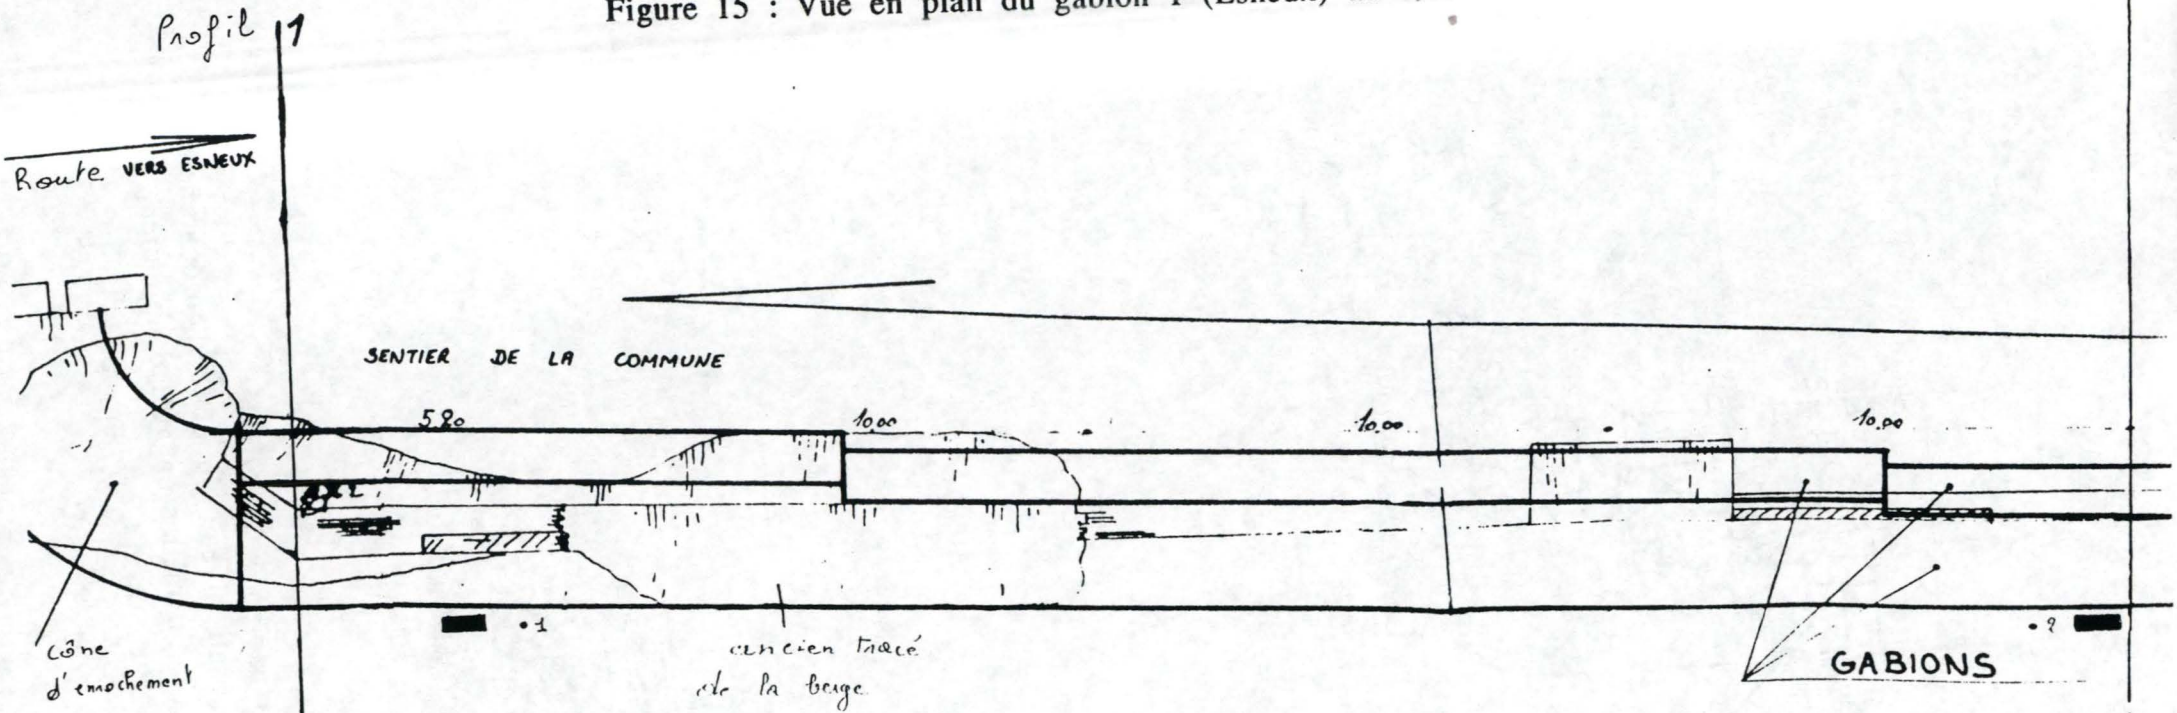 Figure 15 : Vue en plan du gabion 1 (Esneux)
Profil 1
Route VERS ESNEUX
SENTIER DE LA COMMUNE
5.20
10.00
10.00
10.00
• 1
• 2
cône
d'enrochement
ancien tracé
de la berge
GABIONS